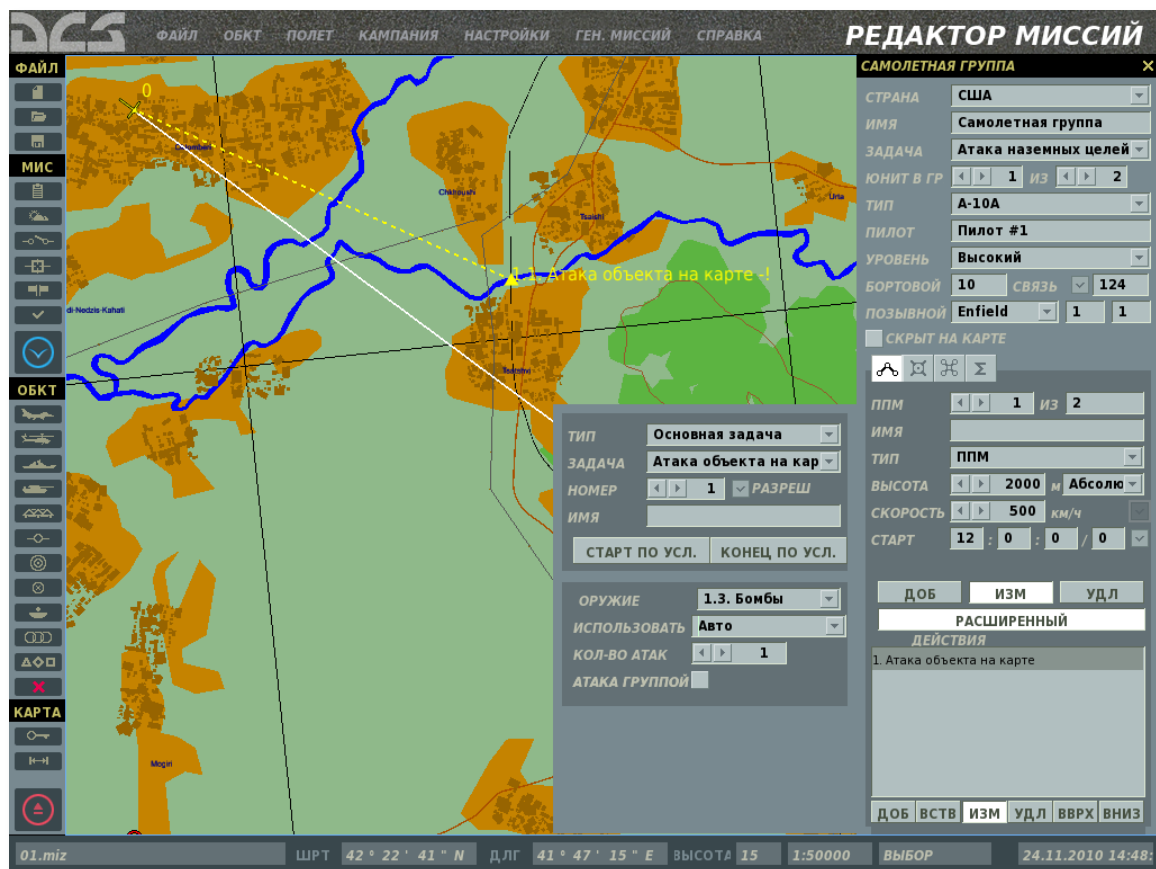 DCS ФАЙЛ ОБКТ ПОЛЕТ КАМПАНИЯ НАСТРОЙКИ ГЕН. МИССИЙ СПРАВКА РЕДАКТОР МИССИЙ
ФАЙЛ
МИС
ОБКТ
КАРТА
0
Chkhoushi
Tsaishi
Urta
1.1. Атака объекта на карте -!
di-Nedzis-Kahati
Mogiri
ТИП Основная задача
ЗАДАЧА Атака объекта на кар
НОМЕР 1 РАЗРЕШ
ИМЯ
СТАРТ ПО УСЛ. КОНЕЦ ПО УСЛ.
ОРУЖИЕ 1.3. Бомбы
ИСПОЛЬЗОВАТЬ Авто
КОЛ-ВО АТАК 1
АТАКА ГРУППОЙ
САМОЛЕТНАЯ ГРУППА
СТРАНА США
ИМЯ Самолетная группа
ЗАДАЧА Атака наземных целей
ЮНИТ В ГР 1 ИЗ 2
ТИП A-10A
ПИЛОТ Пилот #1
УРОВЕНЬ Высокий
БОРТОВОЙ 10 СВЯЗЬ 124
ПОЗЫВНОЙ Enfield 1 1
СКРЫТ НА КАРТЕ
Σ
ППМ 1 ИЗ 2
ИМЯ
ТИП ППМ
ВЫСОТА 2000 м Абсолю
СКОРОСТЬ 500 км/ч
СТАРТ 12 : 0 : 0 / 0
ДОБ ИЗМ УДЛ
РАСШИРЕННЫЙ
ДЕЙСТВИЯ
1. Атака объекта на карте
ДОБ ВСТВ ИЗМ УДЛ ВВРХ ВНИЗ
01.miz ШРТ 42 ° 22 ' 41 " N ДЛГ 41 ° 47 ' 15 " E ВЫСОТА 15 1:50000 ВЫБОР 24.11.2010 14:48: